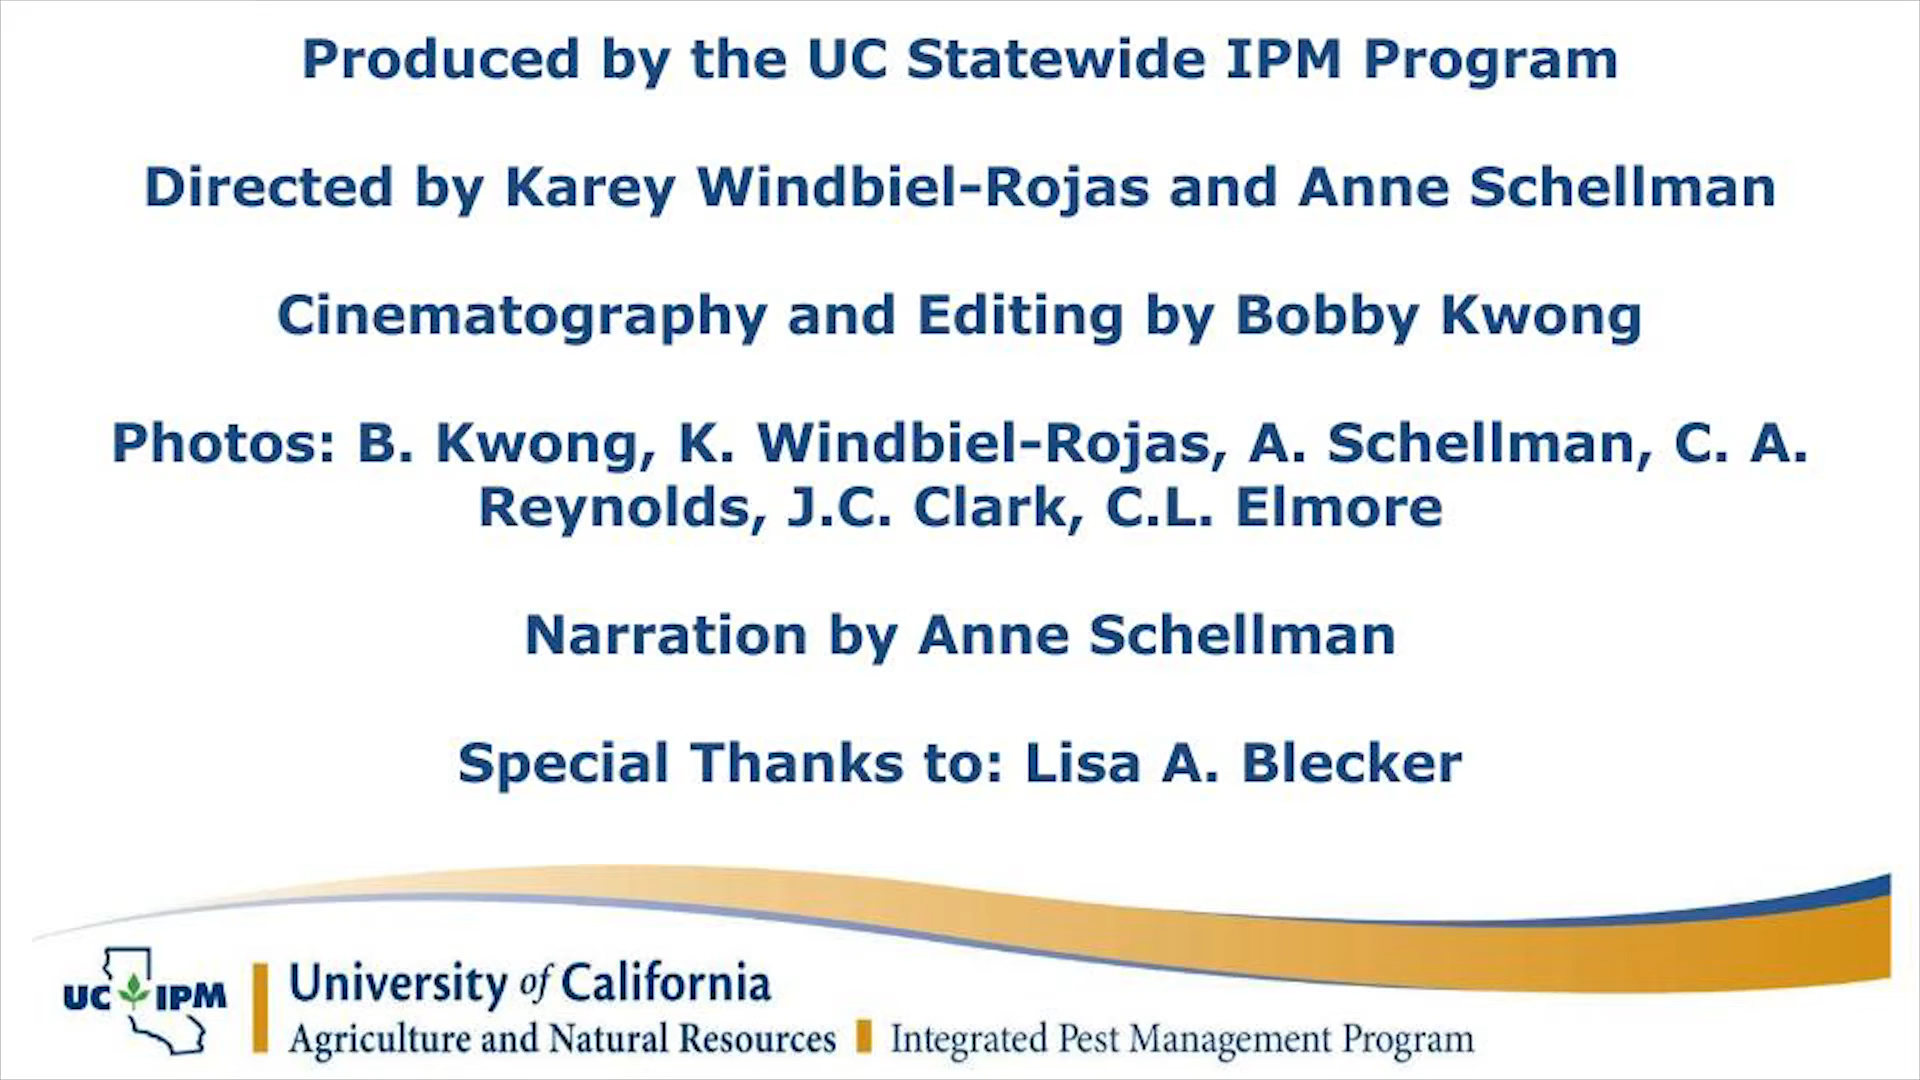 Produced by the UC Statewide IPM Program
Directed by Karey Windbiel-Rojas and Anne Schellman
Cinematography and Editing by Bobby Kwong
Photos: B. Kwong, K. Windbiel-Rojas, A. Schellman, C. A.
Reynolds, J.C. Clark, C.L. Elmore
Narration by Anne Schellman
Special Thanks to: Lisa A. Blecker
UC IPM
University of California
Agriculture and Natural Resources
Integrated Pest Management Program